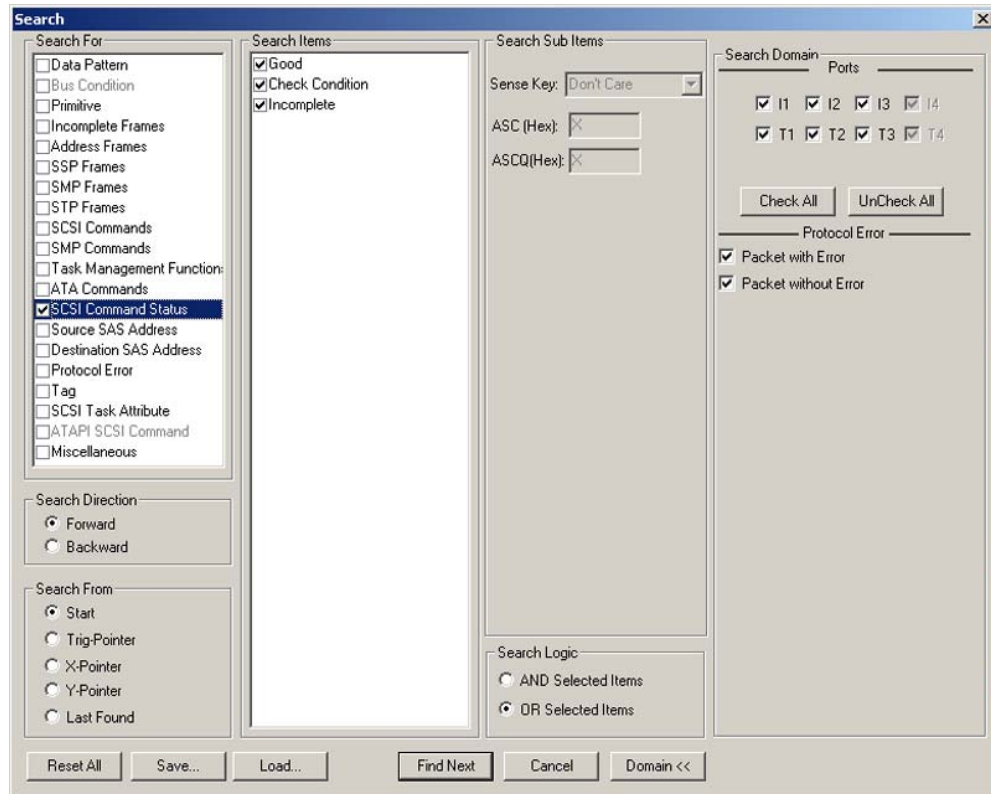 Search
Search For
Data Pattern
Bus Condition
Primitive
Incomplete Frames
Address Frames
SSP Frames
SMP Frames
STP Frames
SCSI Commands
SMP Commands
Task Management Function:
ATA Commands
SCSI Command Status
Source SAS Address
Destination SAS Address
Protocol Error
Tag
SCSI Task Attribute
ATAPI SCSI Command
Miscellaneous
Search Direction
Forward
Backward
Search From
Start
Trig-Pointer
X-Pointer
Y-Pointer
Last Found
Search Items
Good
Check Condition
Incomplete
Search Sub Items
Sense Key: Don't Care
ASC (Hex): X
ASCQ(Hex): X
Search Logic
AND Selected Items
OR Selected Items
Search Domain
Ports
I1 I2 I3 I4
T1 T2 T3 T4
Check All UnCheck All
Protocol Error
Packet with Error
Packet without Error
Reset All Save... Load... Find Next Cancel Domain <<